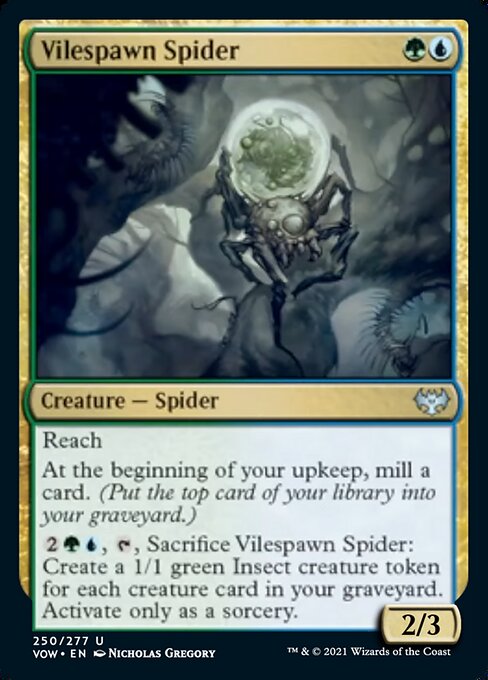 Vilespawn Spider
Creature — Spider
Reach
At the beginning of your upkeep, mill a
card. (Put the top card of your library into
your graveyard.)
2, , Sacrifice Vilespawn Spider:
Create a 1/1 green Insect creature token
for each creature card in your graveyard.
Activate only as a sorcery.
2/3
250/277 U
VOW • EN Nicholas Gregory
™ & © 2021 Wizards of the Coast